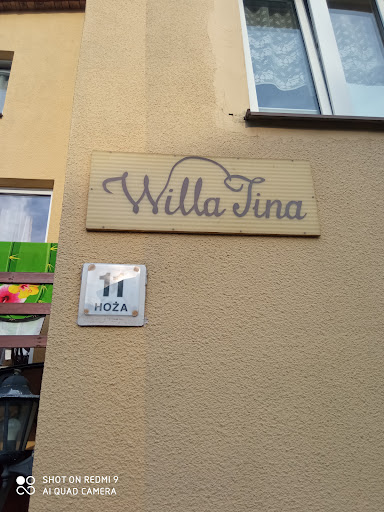 Willa Tina
11
HOŻA
SHOT ON REDMI 9
AI QUAD CAMERA